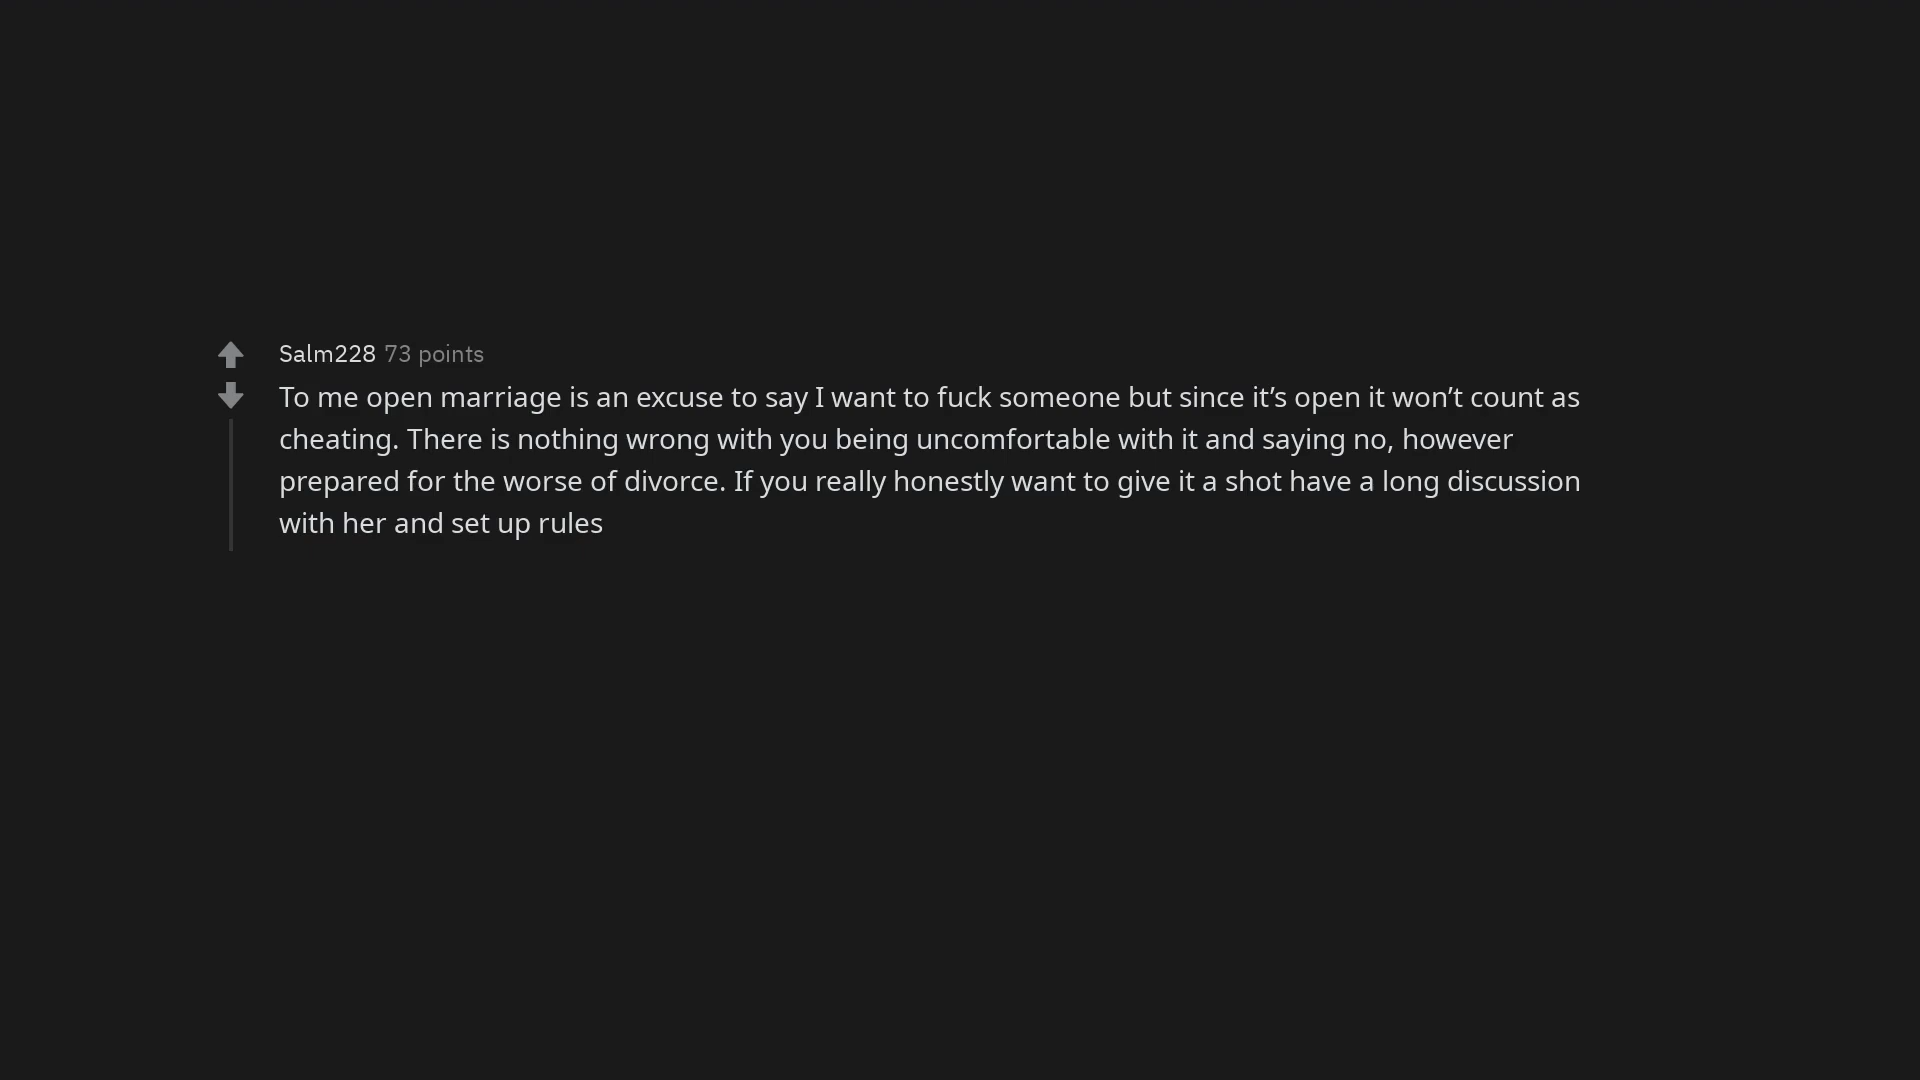 Salm228 73 points
To me open marriage is an excuse to say I want to fuck someone but since it’s open it won’t count as
cheating. There is nothing wrong with you being uncomfortable with it and saying no, however
prepared for the worse of divorce. If you really honestly want to give it a shot have a long discussion
with her and set up rules